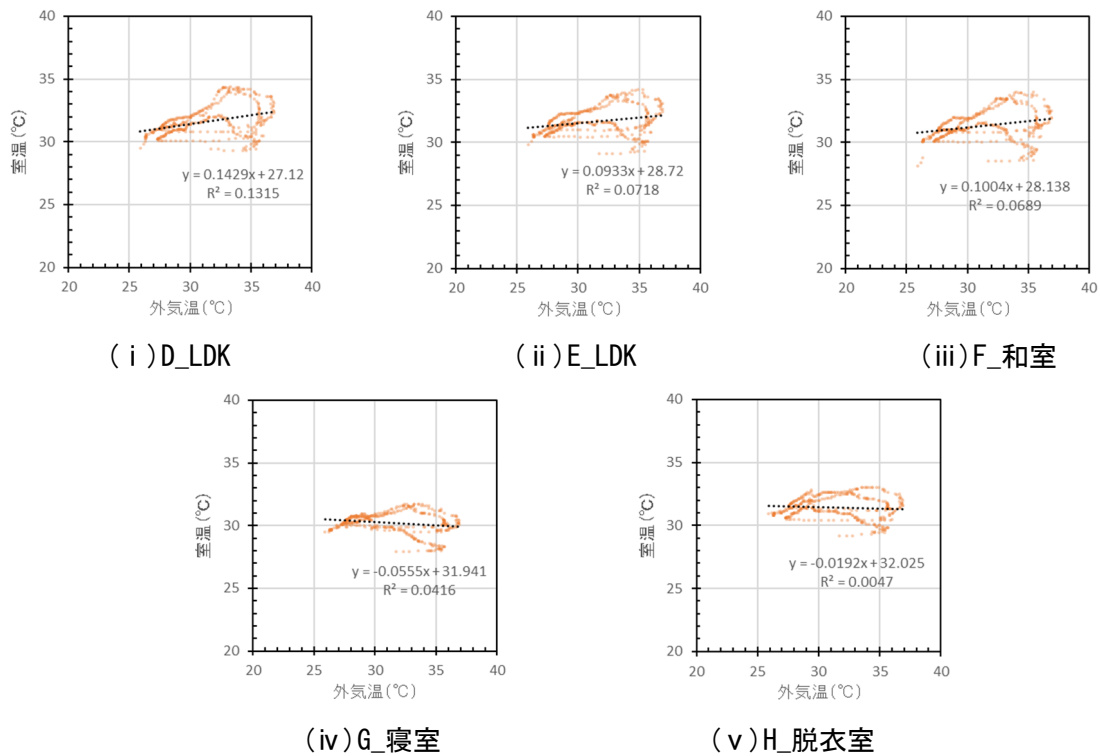 40
35
30
25
20
室温(℃)
y = 0.1429x + 27.12
R² = 0.1315
20 25 30 35 40
外気温(℃)
(ⅰ)D_LDK
40
35
30
25
20
室温(℃)
y = 0.0933x + 28.72
R² = 0.0718
20 25 30 35 40
外気温(℃)
(ⅱ)E_LDK
40
35
30
25
20
室温(℃)
y = 0.1004x + 28.138
R² = 0.0689
20 25 30 35 40
外気温(℃)
(ⅲ)F_和室
40
35
30
25
20
室温(℃)
y = -0.0555x + 31.941
R² = 0.0416
20 25 30 35 40
外気温(℃)
(ⅳ)G_寝室
40
35
30
25
20
室温(℃)
y = -0.0192x + 32.025
R² = 0.0047
20 25 30 35 40
外気温(℃)
(ⅴ)H_脱衣室